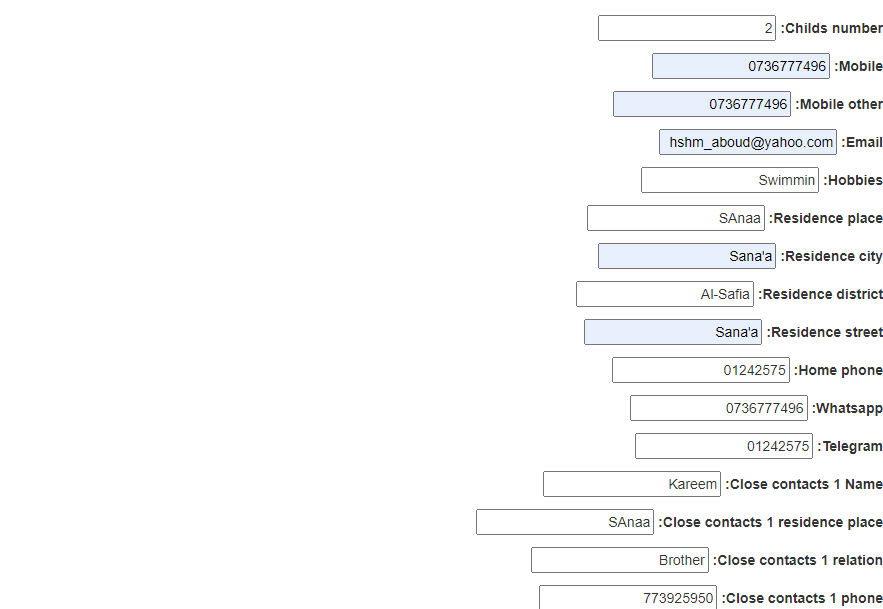 Childs number: 2
Mobile: 0736777496
Mobile other: 0736777496
Email: hshm_aboud@yahoo.com
Hobbies: Swimmin
Residence place: SAnaa
Residence city: Sana'a
Residence district: Al-Safia
Residence street: Sana'a
Home phone: 01242575
Whatsapp: 0736777496
Telegram: 01242575
Close contacts 1 Name: Kareem
Close contacts 1 residence place: SAnaa
Close contacts 1 relation: Brother
Close contacts 1 phone: 773925950